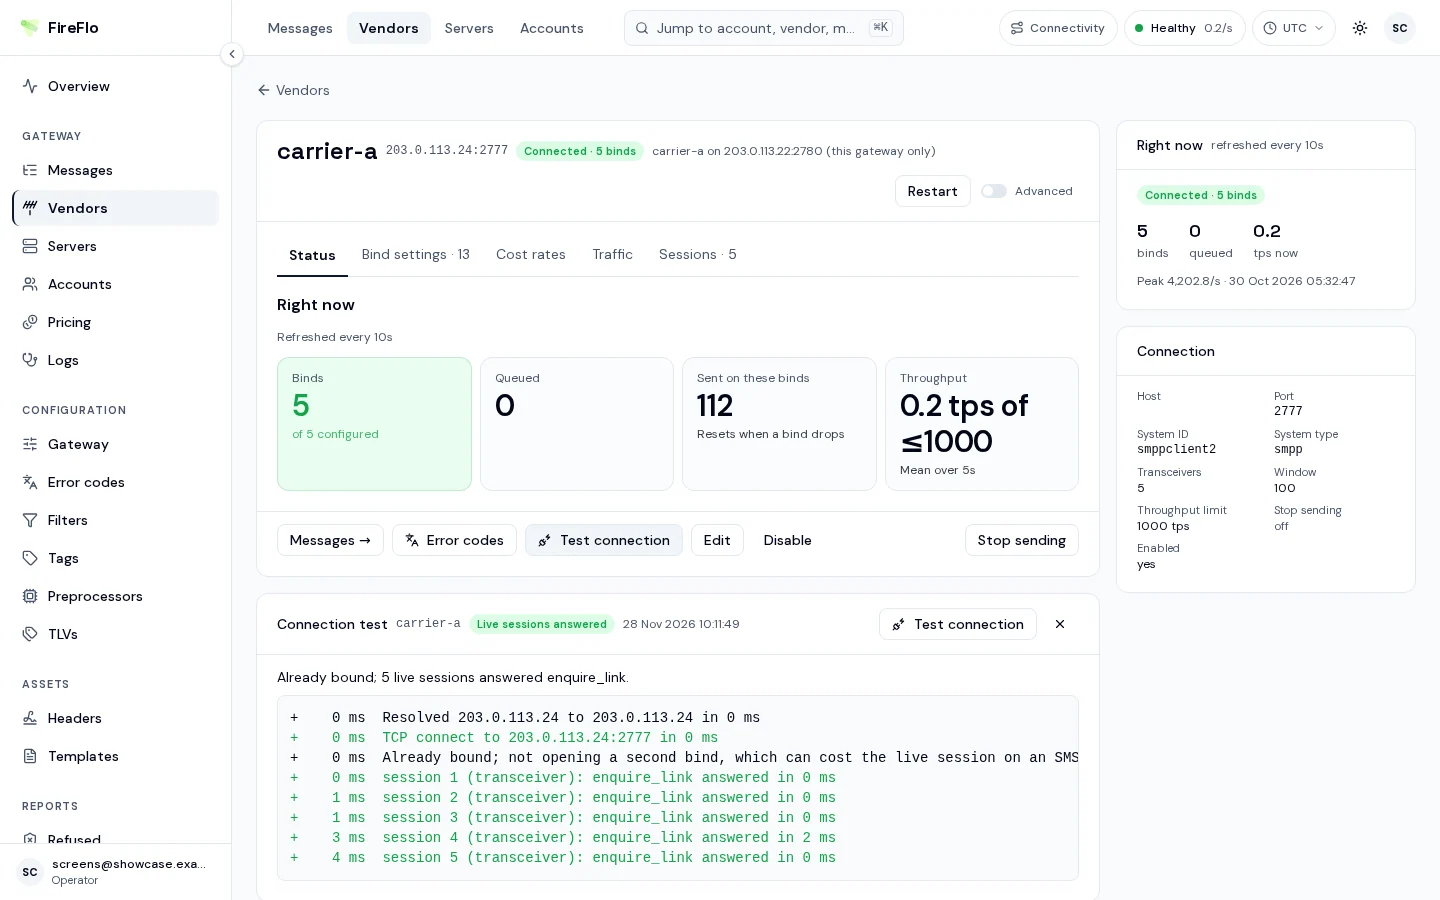 FireFlo
Messages
Vendors
Servers
Accounts
Jump to account, vendor, m...
⌘K
Connectivity
Healthy 0.2/s
UTC
SC
Overview
GATEWAY
Messages
Vendors
Servers
Accounts
Pricing
Logs
CONFIGURATION
Gateway
Error codes
Filters
Tags
Preprocessors
TLVs
ASSETS
Headers
Templates
REPORTS
Refused
SC
screens@showcase.exa...
Operator
← Vendors
carrier-a 203.0.113.24:2777 Connected · 5 binds carrier-a on 203.0.113.22:2780 (this gateway only)
Restart
Advanced
Status
Bind settings · 13
Cost rates
Traffic
Sessions · 5
Right now
Refreshed every 10s
Binds
5
of 5 configured
Queued
0
Sent on these binds
112
Resets when a bind drops
Throughput
0.2 tps of
≤1000
Mean over 5s
Messages →
Error codes
Test connection
Edit
Disable
Stop sending
Connection test carrier-a Live sessions answered 28 Nov 2026 10:11:49
Test connection
×
Already bound; 5 live sessions answered enquire_link.
+ 0 ms Resolved 203.0.113.24 to 203.0.113.24 in 0 ms
+ 0 ms TCP connect to 203.0.113.24:2777 in 0 ms
+ 0 ms Already bound; not opening a second bind, which can cost the live session on an SMS
+ 0 ms session 1 (transceiver): enquire_link answered in 0 ms
+ 1 ms session 2 (transceiver): enquire_link answered in 0 ms
+ 1 ms session 3 (transceiver): enquire_link answered in 0 ms
+ 3 ms session 4 (transceiver): enquire_link answered in 2 ms
+ 4 ms session 5 (transceiver): enquire_link answered in 0 ms
Right now refreshed every 10s
Connected · 5 binds
5 0 0.2
binds queued tps now
Peak 4,202.8/s · 30 Oct 2026 05:32:47
Connection
Host Port
2777
System ID System type
smppclient2 smpp
Transceivers Window
5 100
Throughput limit Stop sending
1000 tps off
Enabled
yes